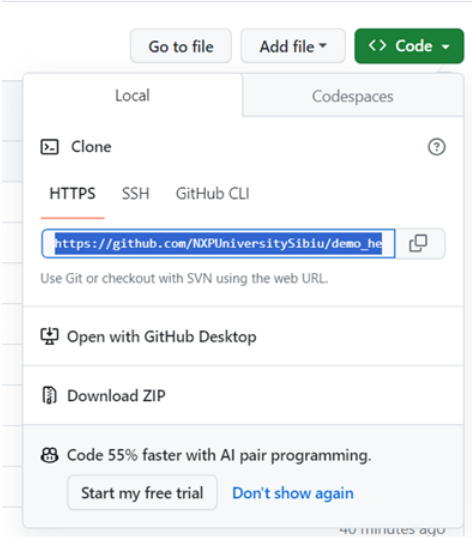 Go to file Add file Code
Local Codespaces
Clone
HTTPS SSH GitHub CLI
https://github.com/NXPUniversitySibiu/demo_he
Use Git or checkout with SVN using the web URL.
Open with GitHub Desktop
Download ZIP
Code 55% faster with AI pair programming.
Start my free trial Don't show again
40 minutes ago